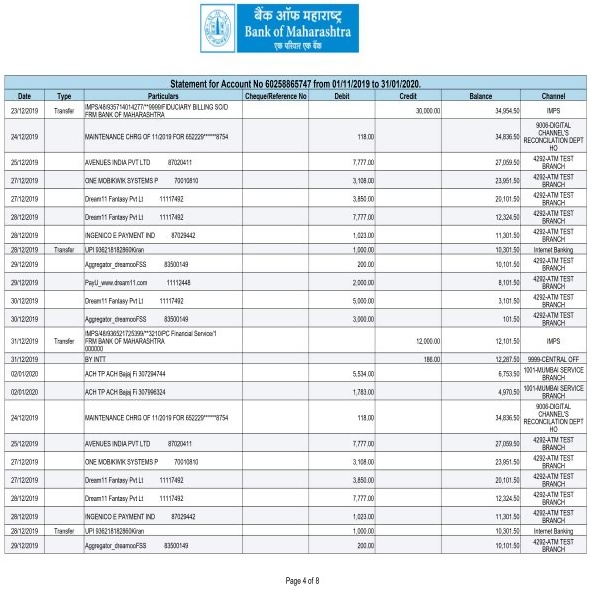 बैंक ऑफ महाराष्ट्र
Bank of Maharashtra
एक परिवार एक बैंक
Statement for Account No 60258865747 from 01/11/2019 to 31/01/2020.
Date Type Particulars Cheque/Reference No Debit Credit Balance Channel
23/12/2019 Transfer IMPS/48/935714014277/**9999/FIDUCIARY BILLING SO/D 30,000.00 34,954.50 IMPS
FRM BANK OF MAHARASHTRA
24/12/2019 MAINTENANCE CHRG OF 11/2019 FOR 652229******8754 118.00 34,836.50 9006-DIGITAL
CHANNEL'S
RECONCILATION DEPT
HO
25/12/2019 AVENUES INDIA PVT LTD 87020411 7,777.00 27,059.50 4292-ATM TEST
BRANCH
27/12/2019 ONE MOBIKWIK SYSTEMS P 70010810 3,108.00 23,951.50 4292-ATM TEST
BRANCH
27/12/2019 Dream11 Fantasy Pvt Lt 11117492 3,850.00 20,101.50 4292-ATM TEST
BRANCH
28/12/2019 Dream11 Fantasy Pvt Lt 11117492 7,777.00 12,324.50 4292-ATM TEST
BRANCH
28/12/2019 INGENICO E PAYMENT IND 87029442 1,023.00 11,301.50 4292-ATM TEST
BRANCH
28/12/2019 Transfer UPI 936218182860Kiran 1,000.00 10,301.50 Internet Banking
29/12/2019 Aggregator_dreamooFSS 83500149 200.00 10,101.50 4292-ATM TEST
BRANCH
29/12/2019 PayU_www.dream11.com 11112448 2,000.00 8,101.50 4292-ATM TEST
BRANCH
30/12/2019 Dream11 Fantasy Pvt Lt 11117492 5,000.00 3,101.50 4292-ATM TEST
BRANCH
30/12/2019 Aggregator_dreamooFSS 83500149 3,000.00 101.50 4292-ATM TEST
BRANCH
31/12/2019 Transfer IMPS/48/936521725399/**3210/PC Financial Service/1 12,000.00 12,101.50 IMPS
FRM BANK OF MAHARASHTRA
000000
31/12/2019 BY INTT 186.00 12,287.50 9999-CENTRAL OFF
02/01/2020 ACH TP ACH Bajaj Fi 307294744 5,534.00 6,753.50 1001-MUMBAI SERVICE
BRANCH
02/01/2020 ACH TP ACH Bajaj Fi 307996324 1,783.00 4,970.50 1001-MUMBAI SERVICE
BRANCH
24/12/2019 MAINTENANCE CHRG OF 11/2019 FOR 652229******8754 118.00 34,836.50 9006-DIGITAL
CHANNEL'S
RECONCILATION DEPT
HO
25/12/2019 AVENUES INDIA PVT LTD 87020411 7,777.00 27,059.50 4292-ATM TEST
BRANCH
27/12/2019 ONE MOBIKWIK SYSTEMS P 70010810 3,108.00 23,951.50 4292-ATM TEST
BRANCH
27/12/2019 Dream11 Fantasy Pvt Lt 11117492 3,850.00 20,101.50 4292-ATM TEST
BRANCH
28/12/2019 Dream11 Fantasy Pvt Lt 11117492 7,777.00 12,324.50 4292-ATM TEST
BRANCH
28/12/2019 INGENICO E PAYMENT IND 87029442 1,023.00 11,301.50 4292-ATM TEST
BRANCH
28/12/2019 Transfer UPI 936218182860Kiran 1,000.00 10,301.50 Internet Banking
29/12/2019 Aggregator_dreamooFSS 83500149 200.00 10,101.50 4292-ATM TEST
BRANCH
Page 4 of 8